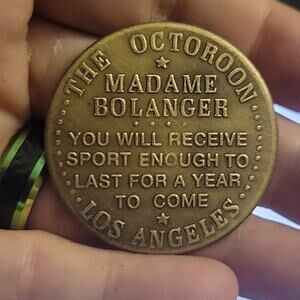 THE OCTOROON
MADAME
BOLANGER
YOU WILL RECEIVE
SPORT ENOUGH TO
LAST FOR A YEAR
TO COME
LOS ANGELES